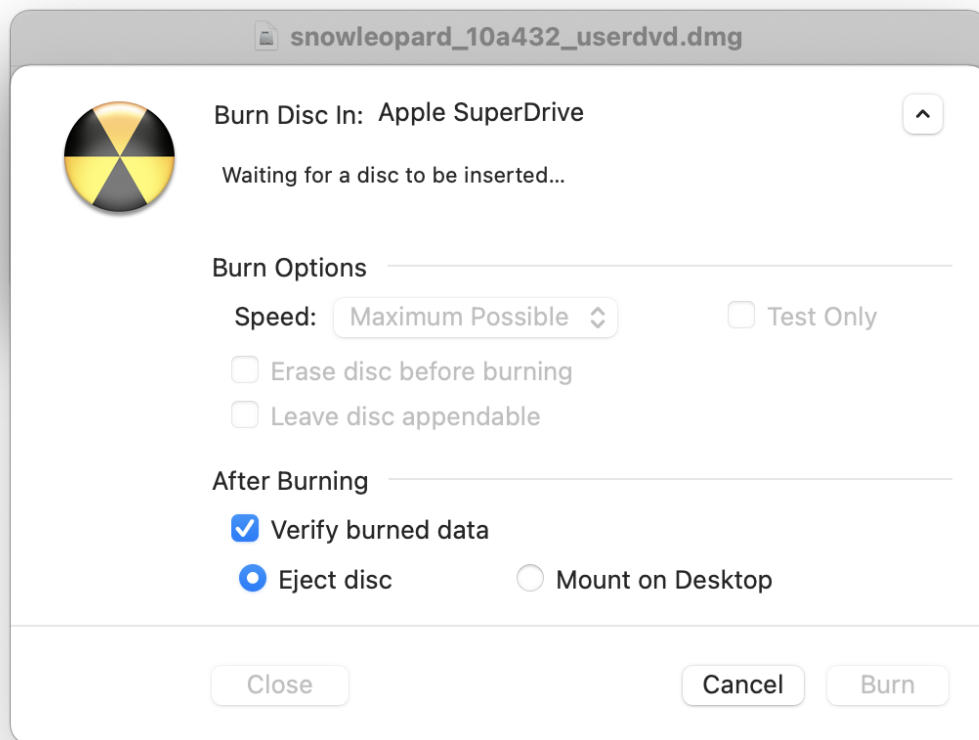 snowleopard_10a432_userdvd.dmg
Burn Disc In: Apple SuperDrive
Waiting for a disc to be inserted...
Burn Options
Speed: Maximum Possible Test Only
Erase disc before burning
Leave disc appendable
After Burning
Verify burned data
Eject disc Mount on Desktop
Close Cancel Burn